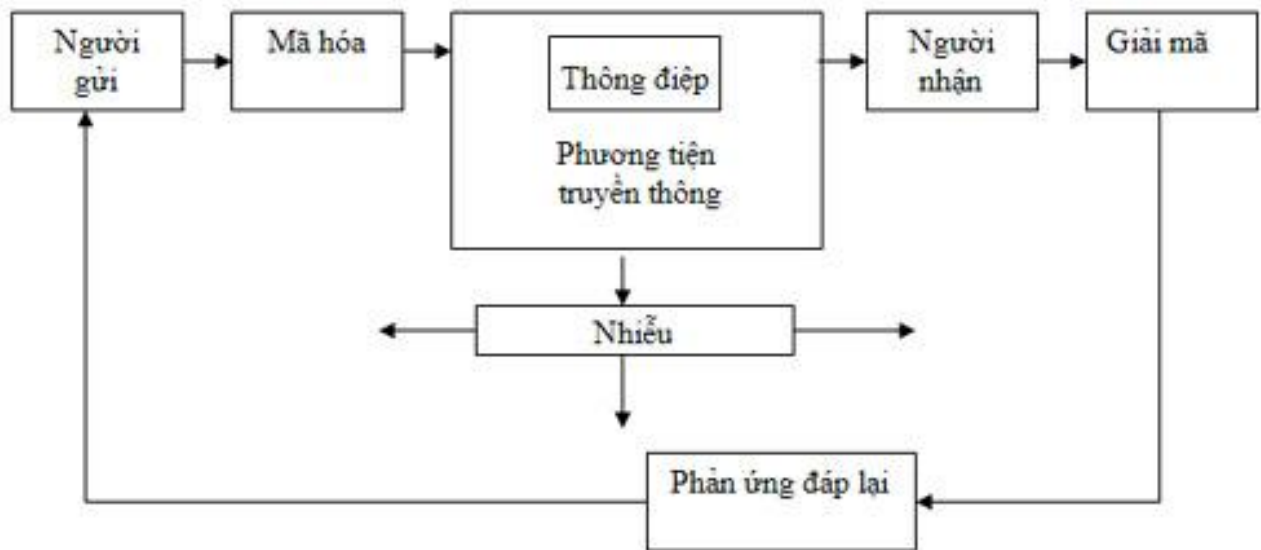 Người
gửi
Mã hóa
Thông điệp
Phương tiện
truyền thông
Người
nhận
Giải mã
Nhiễu
Phản ứng đáp lại